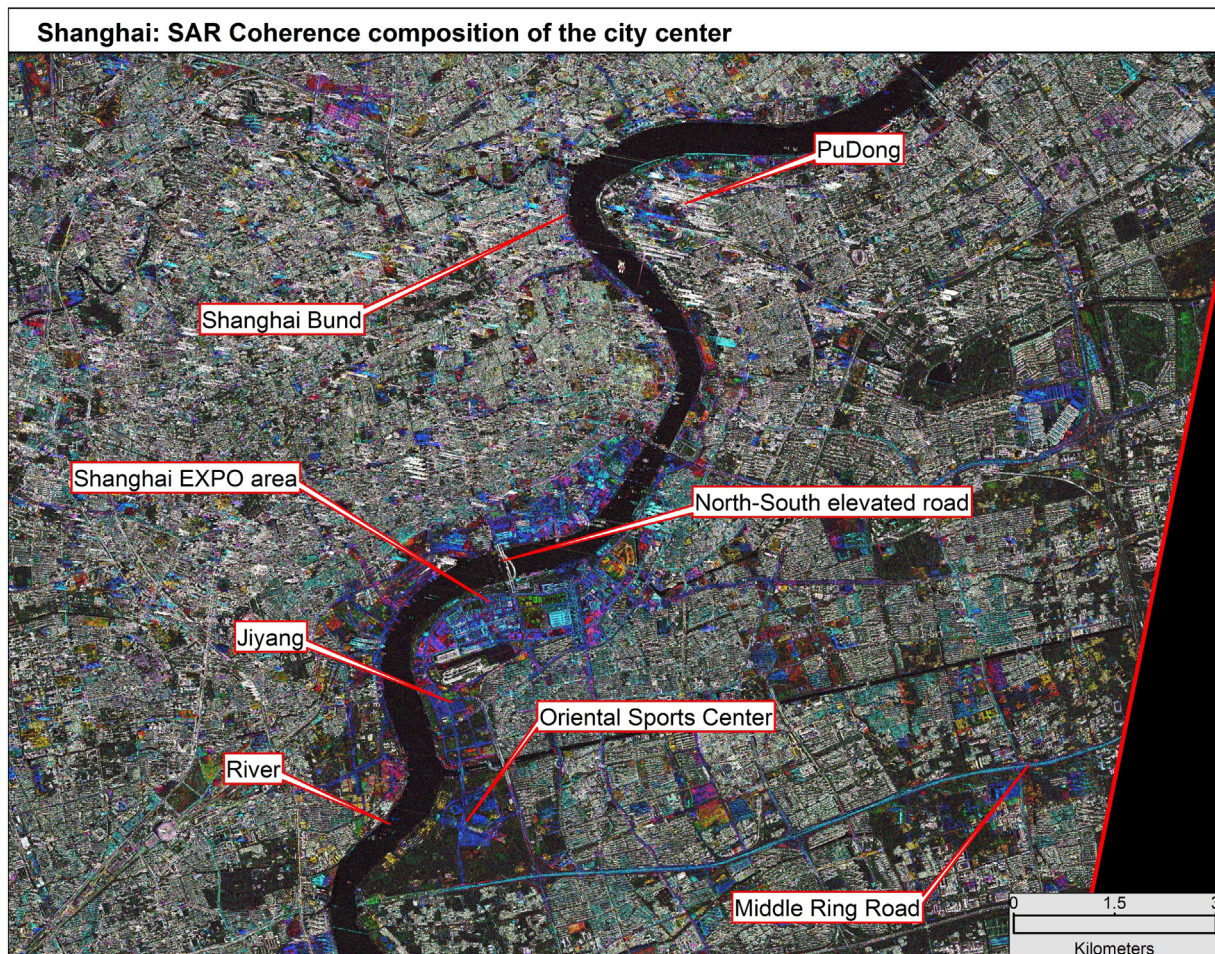 Shanghai: SAR Coherence composition of the city center
PuDong
Shanghai Bund
Shanghai EXPO area
North-South elevated road
Jiyang
Oriental Sports Center
River
Middle Ring Road
0 1.5 3
Kilometers